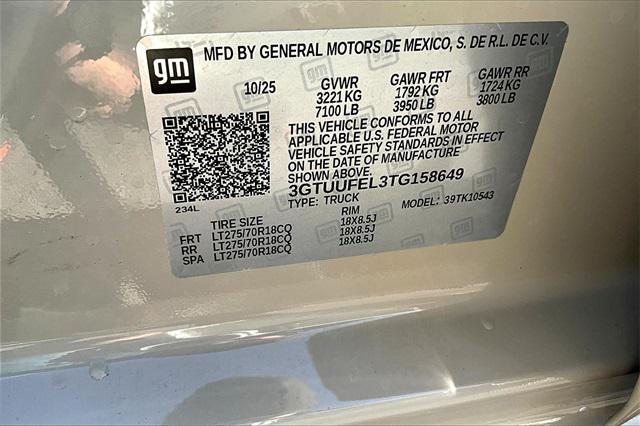 gm
MFD BY GENERAL MOTORS DE MEXICO, S. DE R.L. DE C.V.
10/25 GVWR GAWR FRT GAWR RR
3221 KG 1792 KG 1724 KG
7100 LB 3950 LB 3800 LB
THIS VEHICLE CONFORMS TO ALL
APPLICABLE U.S. FEDERAL MOTOR
VEHICLE SAFETY STANDARDS IN EFFECT
ON THE DATE OF MANUFACTURE
SHOWN ABOVE.
3GTUUFEL3TG158649
234L TYPE: TRUCK MODEL: 39TK10543
TIRE SIZE RIM
FRT LT275/70R18CQ 18X8.5J
RR LT275/70R18CQ 18X8.5J
SPA LT275/70R18CQ 18X8.5J